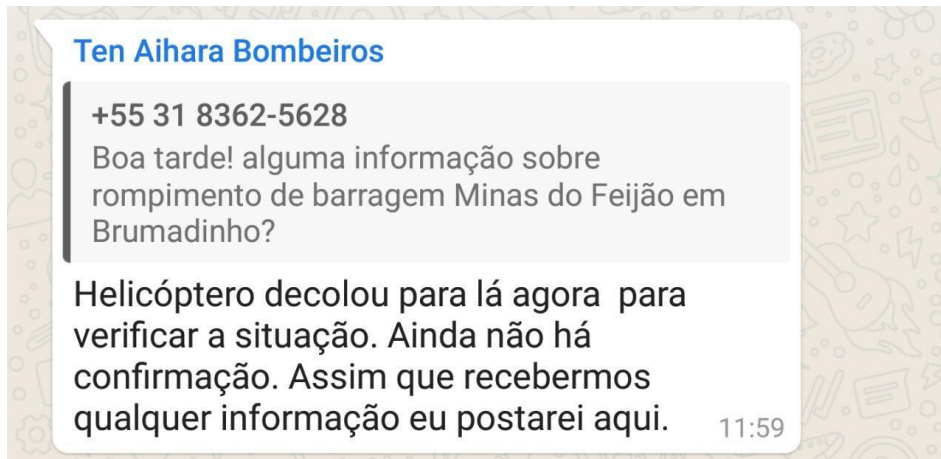 Ten Aihara Bombeiros
+55 31 8362-5628
Boa tarde! alguma informação sobre
rompimento de barragem Minas do Feijão em
Brumadinho?
Helicóptero decolou para lá agora  para
verificar a situação. Ainda não há
confirmação. Assim que recebermos
qualquer informação eu postarei aqui.
11:59